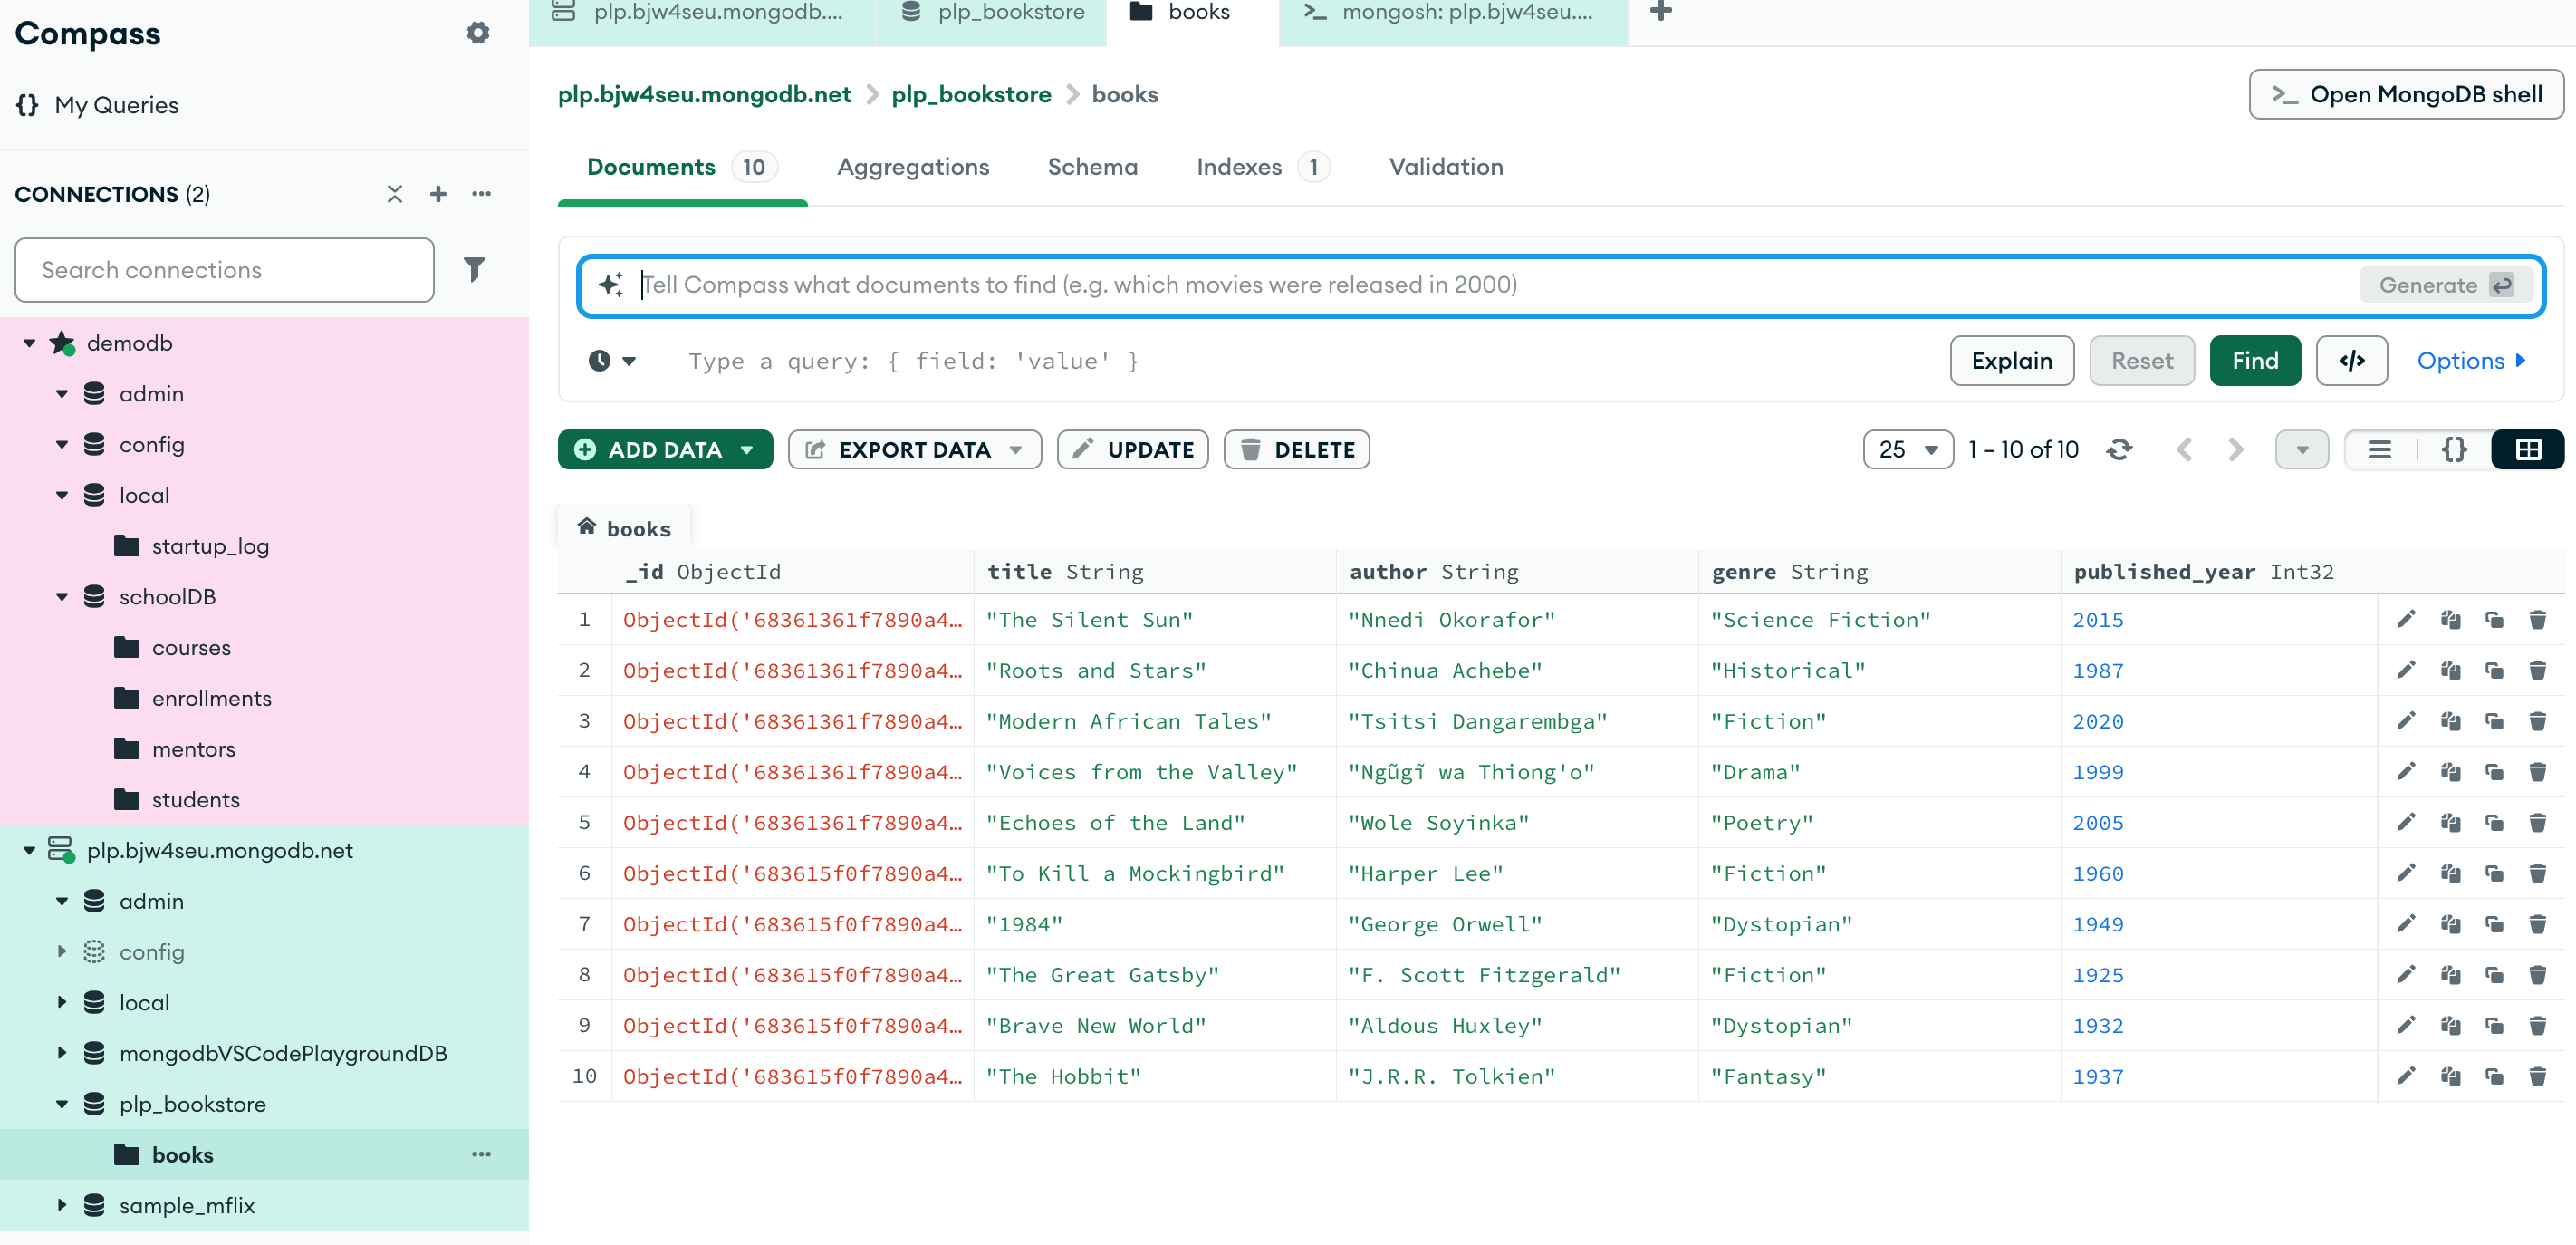 Compass
My Queries
CONNECTIONS (2)
Search connections
demodb
admin
config
local
startup_log
schoolDB
courses
enrollments
mentors
students
plp.bjw4seu.mongodb.net
admin
config
local
mongodbVSCodePlaygroundDB
plp_bookstore
books
sample_mflix
plp.bjw4seu.mongodb.... plp_bookstore books mongosh: plp.bjw4seu....
plp.bjw4seu.mongodb.net > plp_bookstore > books Open MongoDB shell
Documents 10 Aggregations Schema Indexes 1 Validation
Tell Compass what documents to find (e.g. which movies were released in 2000) Generate
Type a query: { field: 'value' } Explain Reset Find </> Options
ADD DATA EXPORT DATA UPDATE DELETE 25 1 – 10 of 10 {}
books
_id ObjectId title String author String genre String published_year Int32
1 ObjectId('68361361f7890a4… "The Silent Sun" "Nnedi Okorafor" "Science Fiction" 2015
2 ObjectId('68361361f7890a4… "Roots and Stars" "Chinua Achebe" "Historical" 1987
3 ObjectId('68361361f7890a4… "Modern African Tales" "Tsitsi Dangarembga" "Fiction" 2020
4 ObjectId('68361361f7890a4… "Voices from the Valley" "Ngũgĩ wa Thiong'o" "Drama" 1999
5 ObjectId('68361361f7890a4… "Echoes of the Land" "Wole Soyinka" "Poetry" 2005
6 ObjectId('683615f0f7890a4… "To Kill a Mockingbird" "Harper Lee" "Fiction" 1960
7 ObjectId('683615f0f7890a4… "1984" "George Orwell" "Dystopian" 1949
8 ObjectId('683615f0f7890a4… "The Great Gatsby" "F. Scott Fitzgerald" "Fiction" 1925
9 ObjectId('683615f0f7890a4… "Brave New World" "Aldous Huxley" "Dystopian" 1932
10 ObjectId('683615f0f7890a4… "The Hobbit" "J.R.R. Tolkien" "Fantasy" 1937